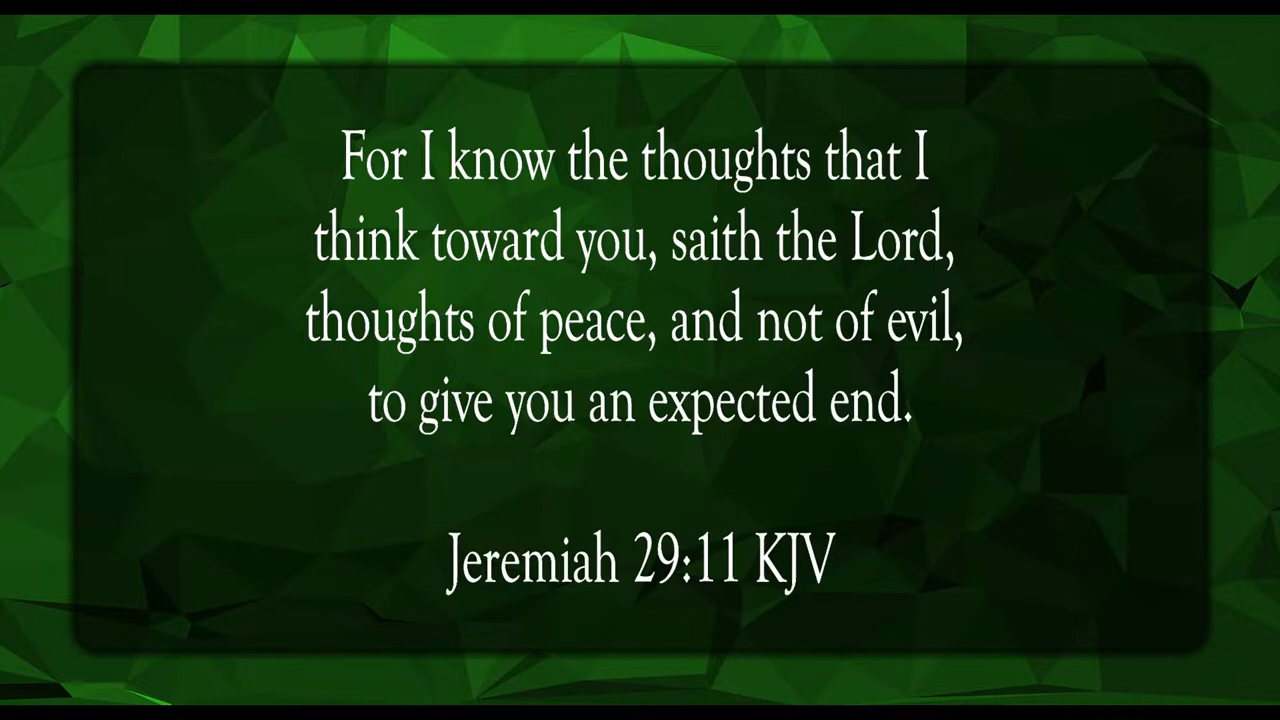 For I know the thoughts that I
think toward you, saith the Lord,
thoughts of peace, and not of evil,
to give you an expected end.
Jeremiah 29:11 KJV